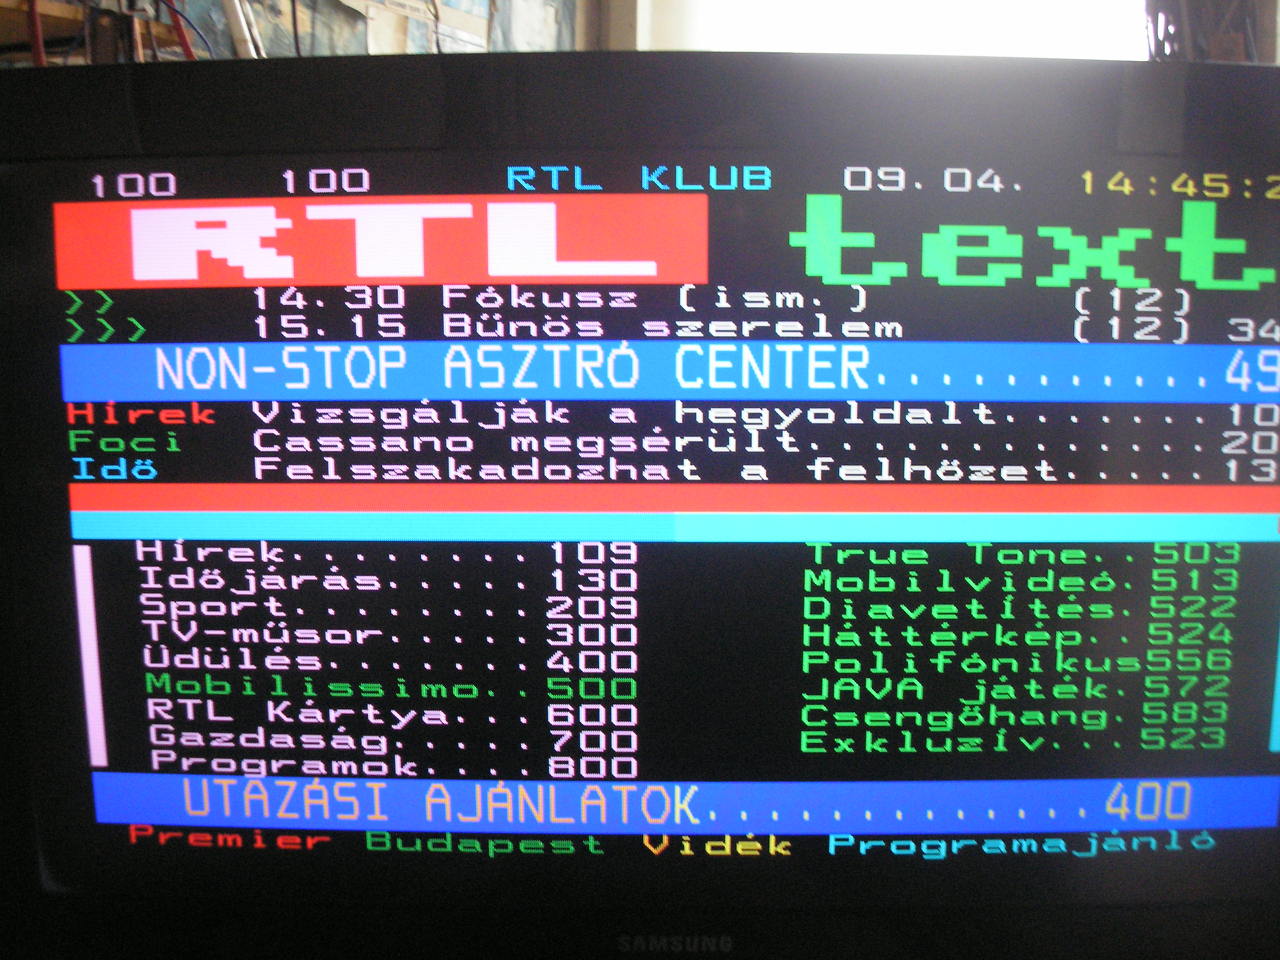 100 100 RTL KLUB 09.04. 14:45:2
RTL text
>> 14.30 Fókusz (ism.) (12)
>>> 15.15 Bűnös szerelem (12) 34
NON-STOP ASZTRÓ CENTER............49
Hírek Vizsgálják a hegyoldalt.......10
Foci Cassano megsérült.............20
Idő Felszakadozhat a felhőzet.....13
Hírek........109 True Tone..503
Időjárás.....130 Mobilvideó.513
Sport........209 Diavetítés.522
TV-műsor.....300 Háttérkép..524
Üdülés.......400 Polifónikus556
Mobilissimo..500 JAVA játék.572
RTL Kártya...600 Csengőhang.583
Gazdaság.....700 Exkluzív...523
Programok....800
UTAZÁSI AJÁNLATOK................400
Premier Budapest Vidék Programajánló
SAMSUNG